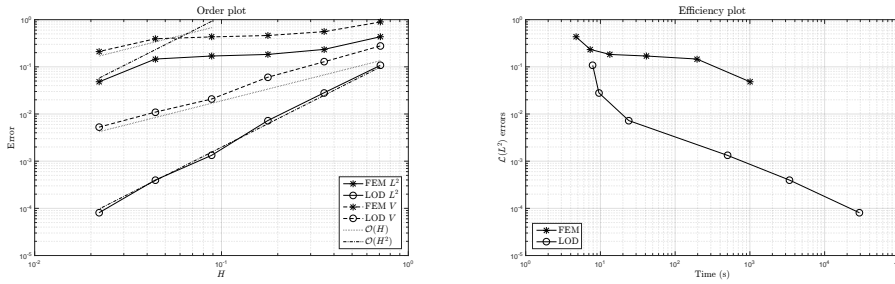 Order plot
10^0
10^-1
10^-2
10^-3
10^-4
10^-5
Error
10^-2
10^-1
10^0
H
FEM L^2
LOD L^2
FEM V
LOD V
O(H)
O(H^2)
Efficiency plot
10^0
10^-1
10^-2
10^-3
10^-4
10^-5
L(L^2) errors
10^0
10^1
10^2
10^3
10^4
Time (s)
FEM
LOD